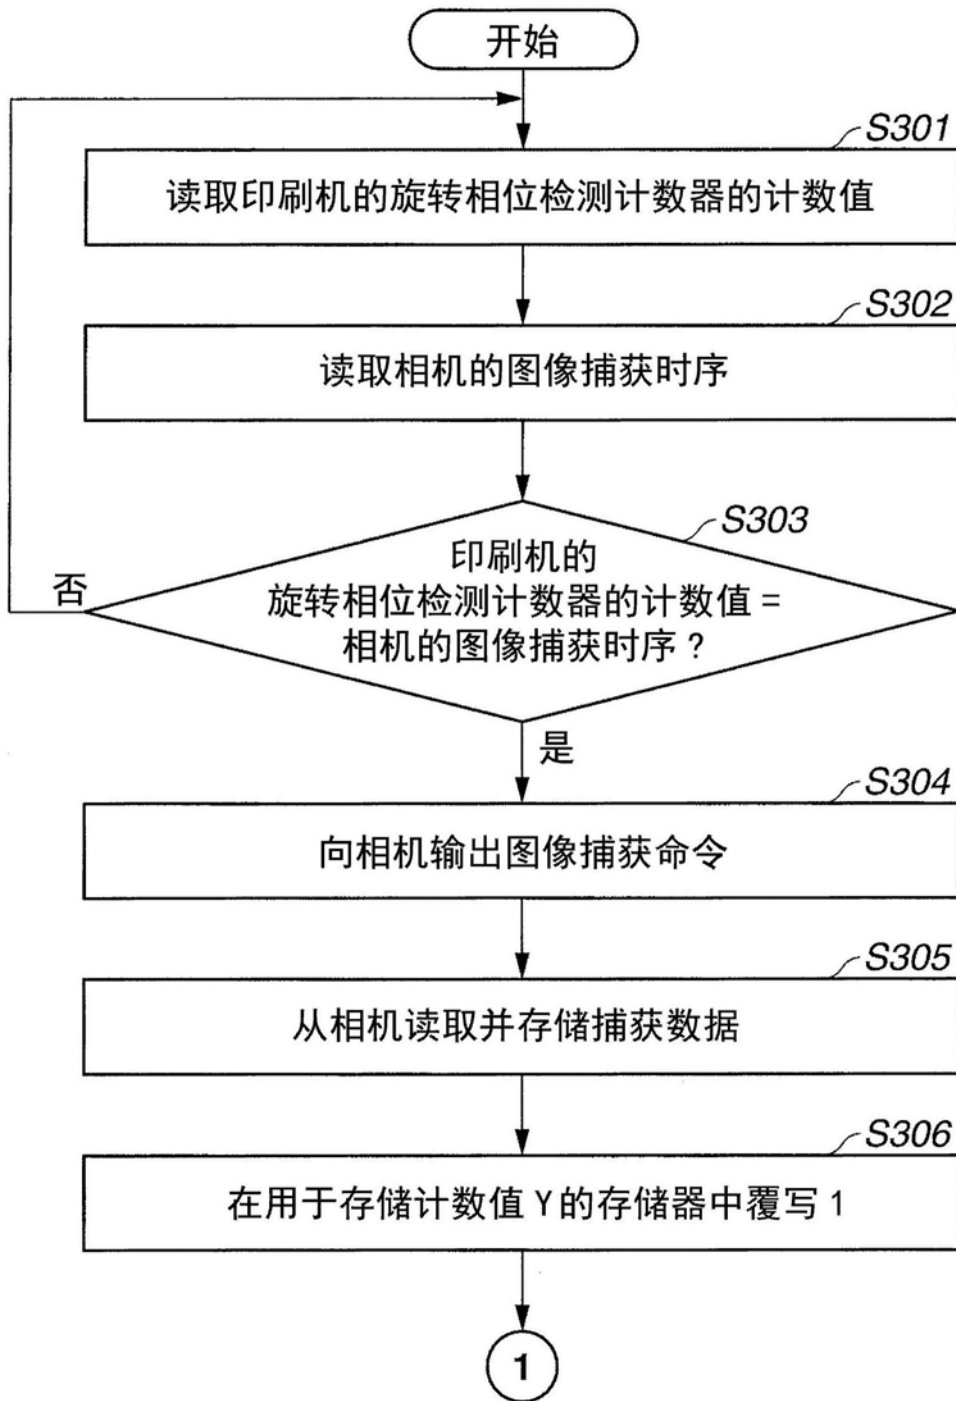 开始
S301
读取印刷机的旋转相位检测计数器的计数值
S302
读取相机的图像捕获时序
S303
印刷机的
旋转相位检测计数器的计数值 =
相机的图像捕获时序?
否
是
S304
向相机输出图像捕获命令
S305
从相机读取并存储捕获数据
S306
在用于存储计数值 Y 的存储器中覆写 1
1